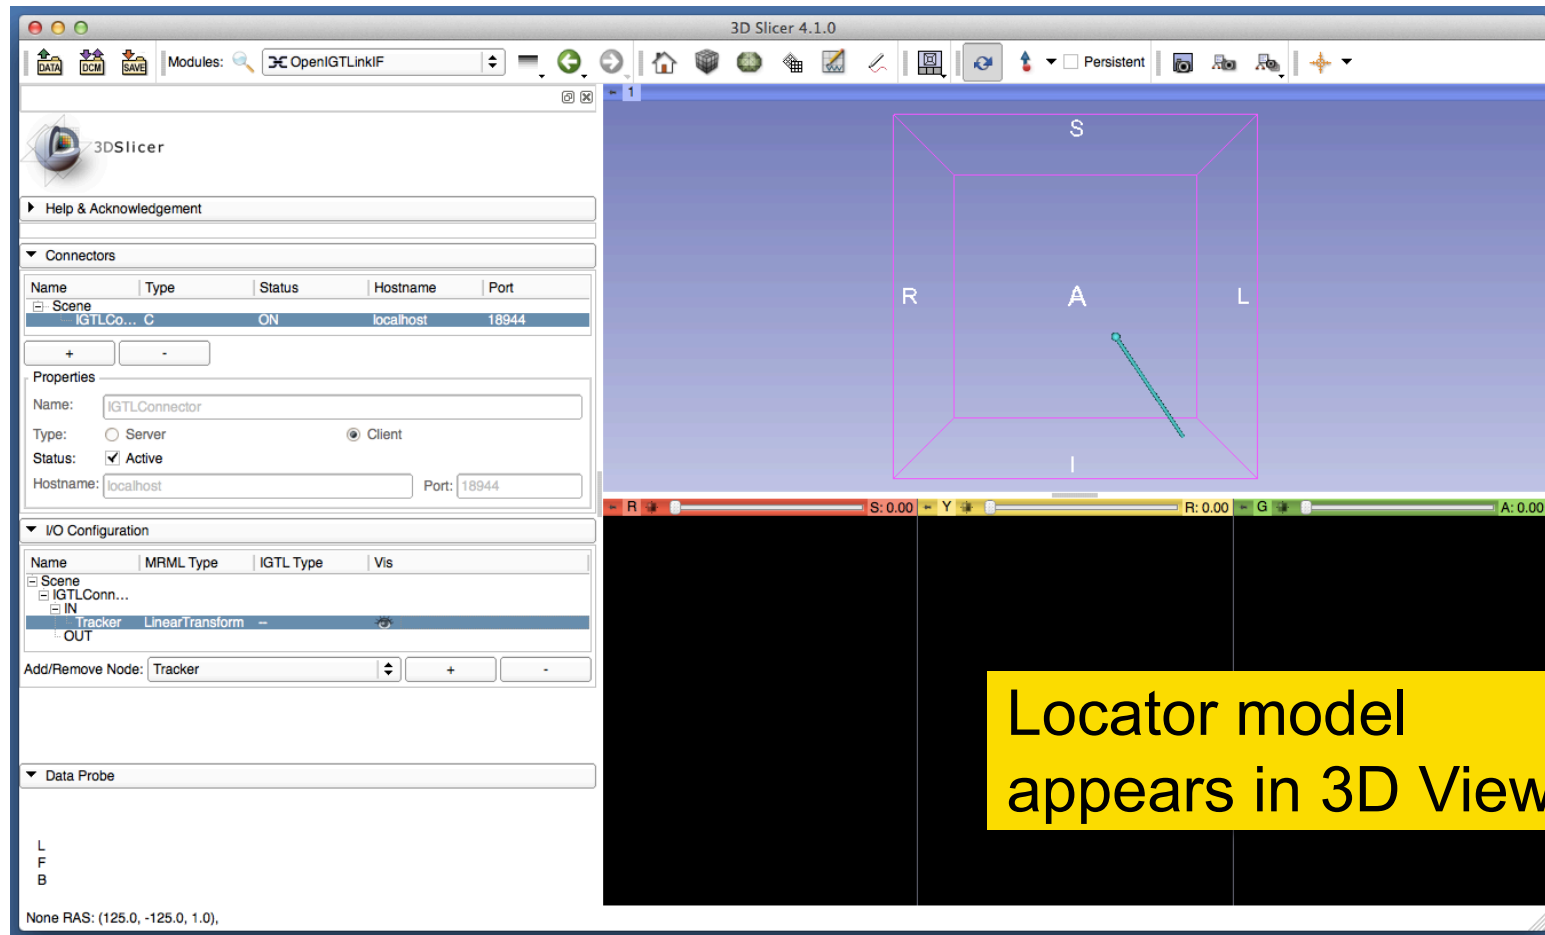 3D Slicer 4.1.0
DATA DCM SAVE Modules: OpenIGTLinkIF Persistent
1
3DSlicer
Help & Acknowledgement
Connectors
Name Type Status Hostname Port
Scene
IGTLCo... C ON localhost 18944
+ -
Properties
Name: IGTLConnector
Type: Server Client
Status: Active
Hostname: localhost Port: 18944
I/O Configuration
Name MRML Type IGTL Type Vis
Scene
IGTLConn...
IN
Tracker LinearTransform --
OUT
Add/Remove Node: Tracker + -
Data Probe
L
F
B
None RAS: (125.0, -125.0, 1.0),
S
R A L
I
R S: 0.00 Y R: 0.00 G A: 0.00
Locator model
appears in 3D View